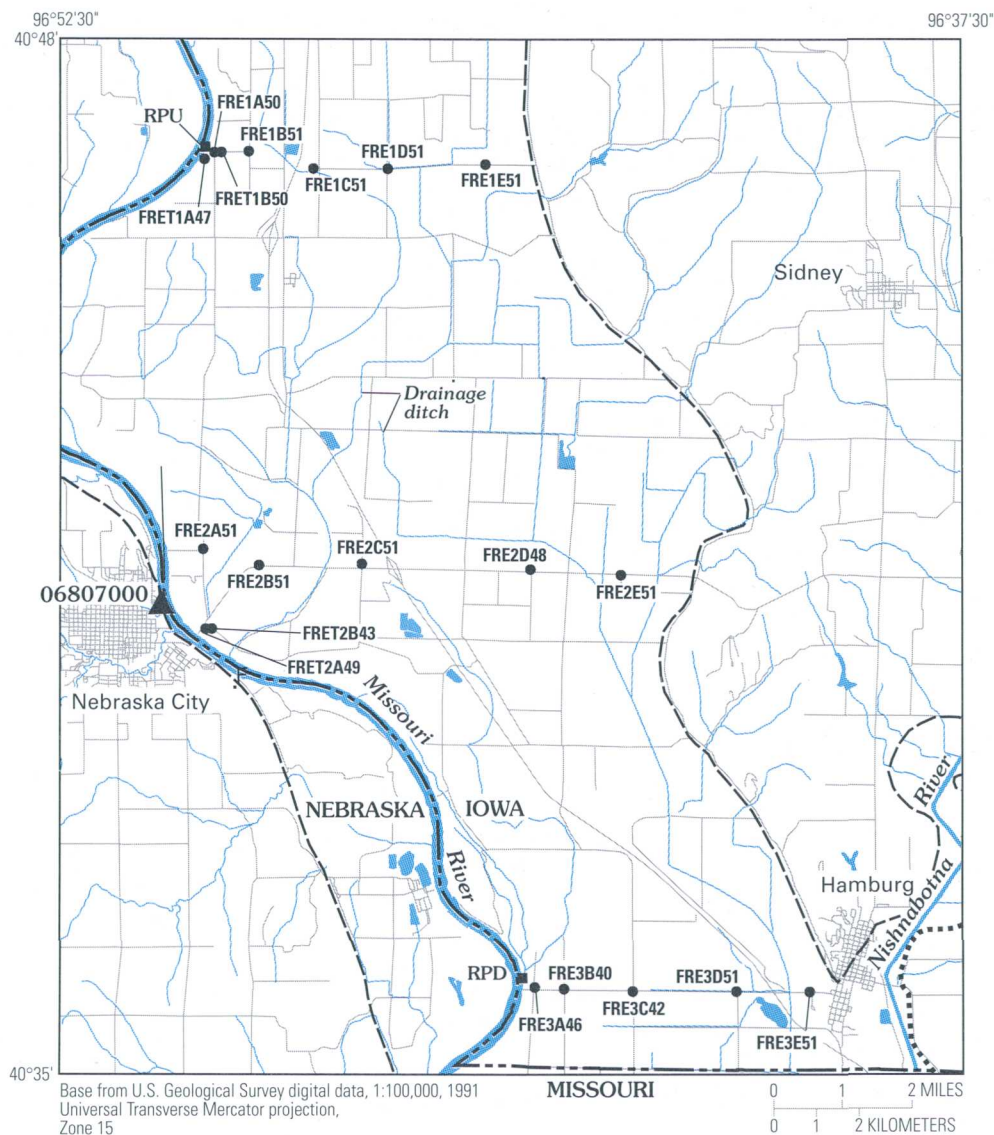 96°52'30"
96°37'30"
40°48'
RPU
FRE1A50
FRE1B51
FRE1D51
FRE1E51
FRE1C51
FRET1B50
FRET1A47
Sidney
Drainage
ditch
FRE2A51
FRE2B51
FRE2C51
FRE2D48
FRE2E51
06807000
FRET2B43
FRET2A49
Nebraska City
Missouri
River
NEBRASKA
IOWA
River
Nishnabotna
Hamburg
RPD
FRE3B40
FRE3D51
FRE3A46
FRE3C42
FRE3E51
40°35'
Base from U.S. Geological Survey digital data, 1:100,000, 1991
Universal Transverse Mercator projection,
Zone 15
MISSOURI
0 1 2 MILES
0 1 2 KILOMETERS